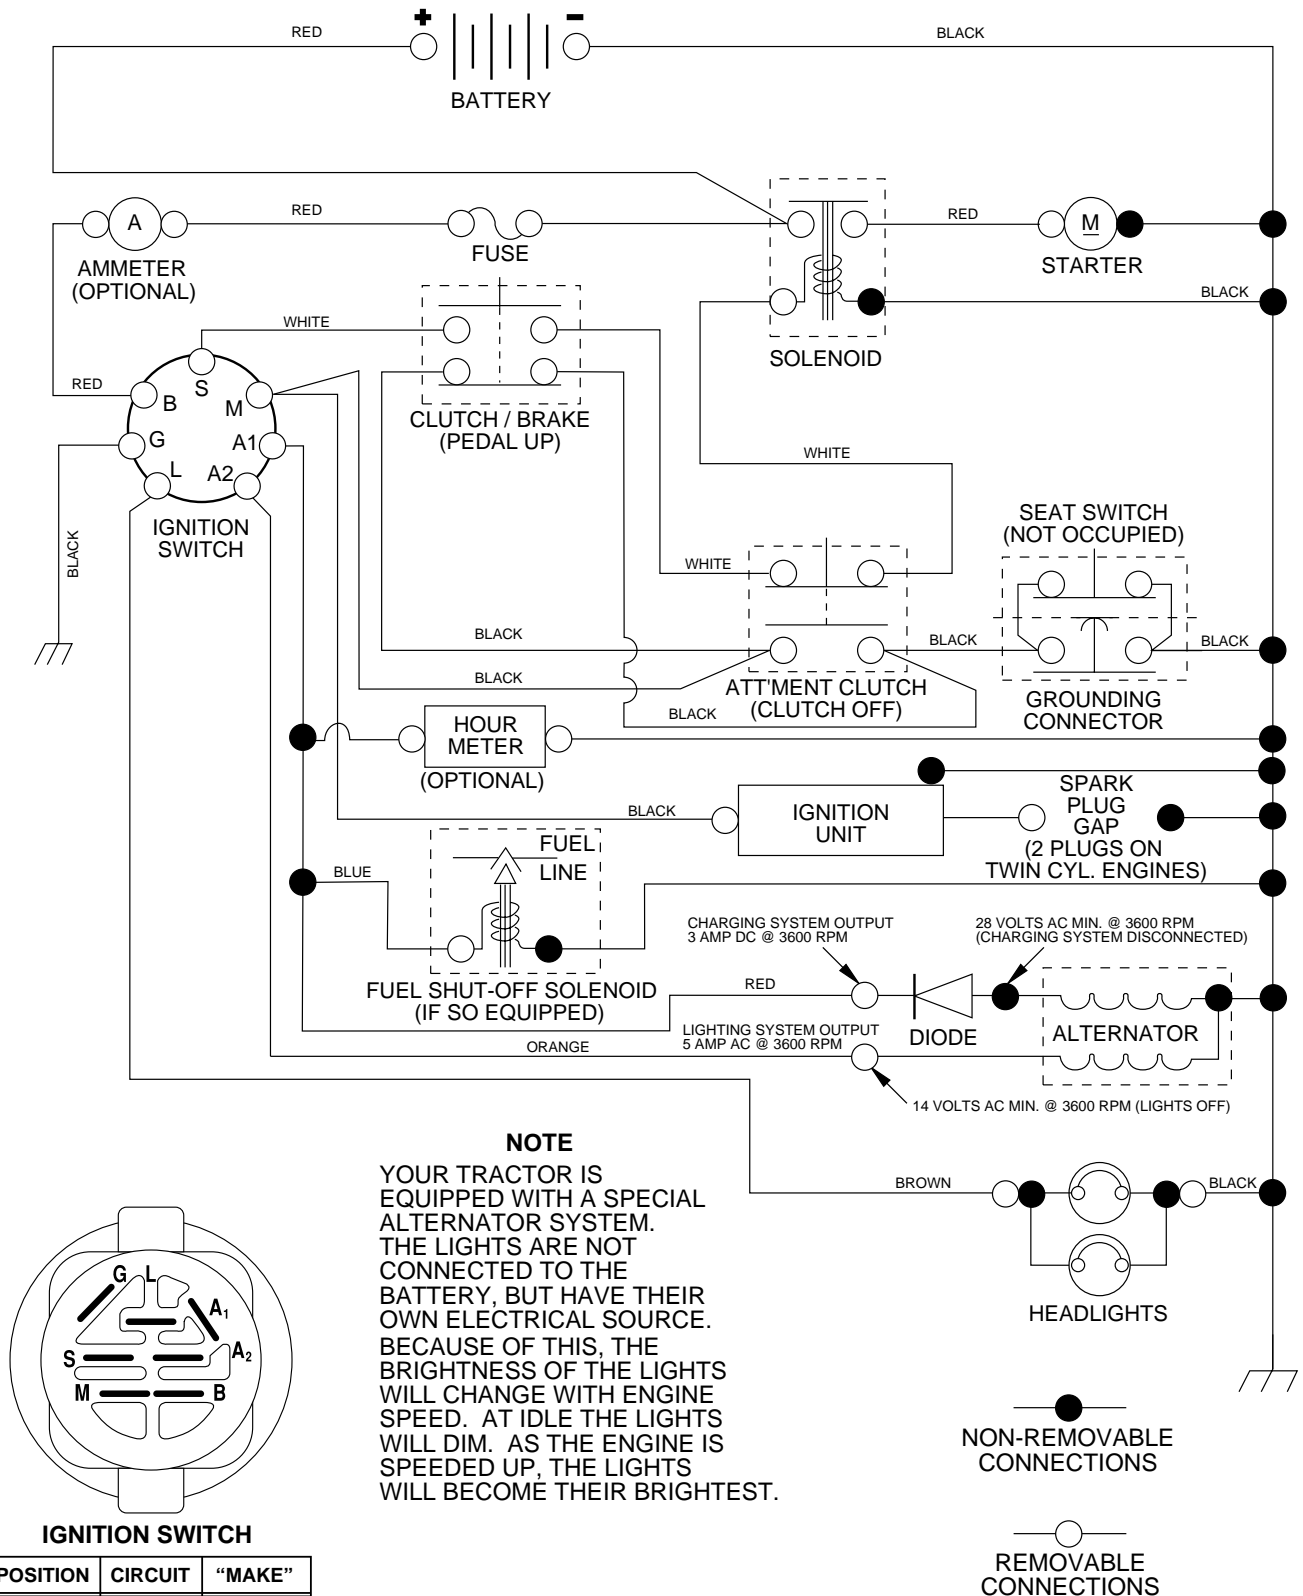 + -
RED
BLACK
BATTERY
A
RED
FUSE
RED
M
STARTER
AMMETER
(OPTIONAL)
BLACK
WHITE
SOLENOID
RED
S
B
M
G
A1
L
A2
CLUTCH / BRAKE
(PEDAL UP)
WHITE
IGNITION
SWITCH
BLACK
SEAT SWITCH
(NOT OCCUPIED)
WHITE
BLACK
BLACK
BLACK
BLACK
ATT'MENT CLUTCH
(CLUTCH OFF)
BLACK
GROUNDING
CONNECTOR
HOUR
METER
(OPTIONAL)
BLACK
IGNITION
UNIT
SPARK
PLUG
GAP
(2 PLUGS ON
TWIN CYL. ENGINES)
FUEL
LINE
BLUE
CHARGING SYSTEM OUTPUT
3 AMP DC @ 3600 RPM
28 VOLTS AC MIN. @ 3600 RPM
(CHARGING SYSTEM DISCONNECTED)
FUEL SHUT-OFF SOLENOID
(IF SO EQUIPPED)
RED
DIODE
ALTERNATOR
LIGHTING SYSTEM OUTPUT
5 AMP AC @ 3600 RPM
ORANGE
14 VOLTS AC MIN. @ 3600 RPM (LIGHTS OFF)
NOTE
YOUR TRACTOR IS
EQUIPPED WITH A SPECIAL
ALTERNATOR SYSTEM.
THE LIGHTS ARE NOT
CONNECTED TO THE
BATTERY, BUT HAVE THEIR
OWN ELECTRICAL SOURCE.
BECAUSE OF THIS, THE
BRIGHTNESS OF THE LIGHTS
WILL CHANGE WITH ENGINE
SPEED. AT IDLE THE LIGHTS
WILL DIM. AS THE ENGINE IS
SPEEDED UP, THE LIGHTS
WILL BECOME THEIR BRIGHTEST.
BROWN
BLACK
HEADLIGHTS
G L
A1
S
A2
M
B
IGNITION SWITCH
POSITION CIRCUIT “MAKE”
NON-REMOVABLE
CONNECTIONS
REMOVABLE
CONNECTIONS